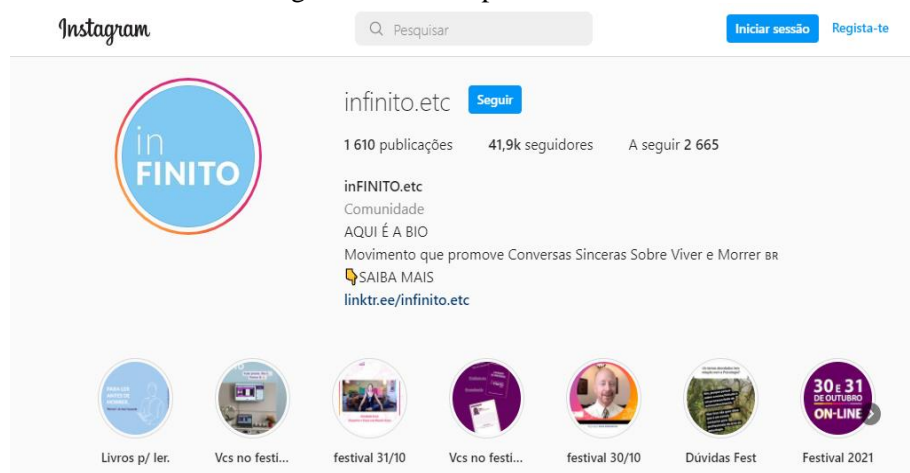 Instagram
Pesquisar
Iniciar sessão
Regista-te
in
FINITO
infinito.etc
Seguir
1 610 publicações 41,9k seguidores A seguir 2 665
inFINITO.etc
Comunidade
AQUI É A BIO
Movimento que promove Conversas Sinceras Sobre Viver e Morrer BR
👇SAIBA MAIS
linktr.ee/infinito.etc
30 E 31
DE OUTUBRO
ON-LINE
Livros p/ ler.
Vcs no festi...
festival 31/10
Vcs no festi...
festival 30/10
Dúvidas Fest
Festival 2021